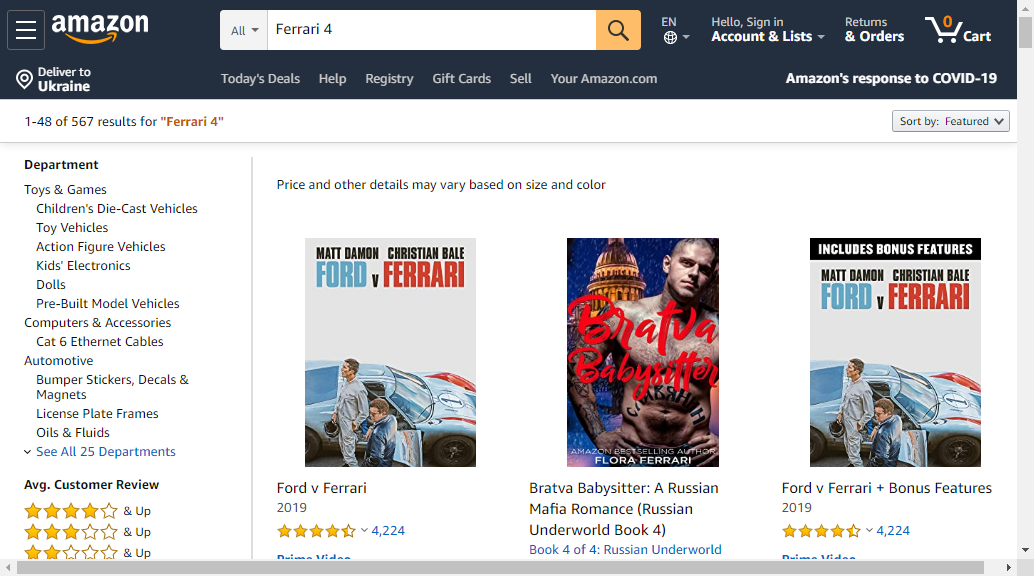 amazon
All
Ferrari 4
EN
Hello, Sign in
Account & Lists
Returns
& Orders
0
Cart
Deliver to
Ukraine
Today's Deals
Help
Registry
Gift Cards
Sell
Your Amazon.com
Amazon's response to COVID-19
1-48 of 567 results for "Ferrari 4"
Sort by: Featured
Department
Toys & Games
Children's Die-Cast Vehicles
Toy Vehicles
Action Figure Vehicles
Kids' Electronics
Dolls
Pre-Built Model Vehicles
Computers & Accessories
Cat 6 Ethernet Cables
Automotive
Bumper Stickers, Decals &
Magnets
License Plate Frames
Oils & Fluids
See All 25 Departments
Avg. Customer Review
& Up
& Up
& Up
Price and other details may vary based on size and color
MATT DAMON CHRISTIAN BALE
FORD v FERRARI
Ford v Ferrari
2019
4,224
Prime Video
Bratva
Babysitter
СЛАВЯНИН
AMAZON BESTSELLING AUTHOR
FLORA FERRARI
Bratva Babysitter: A Russian
Mafia Romance (Russian
Underworld Book 4)
Book 4 of 4: Russian Underworld
INCLUDES BONUS FEATURES
MATT DAMON CHRISTIAN BALE
FORD v FERRARI
Ford v Ferrari + Bonus Features
2019
4,224
Prime Video